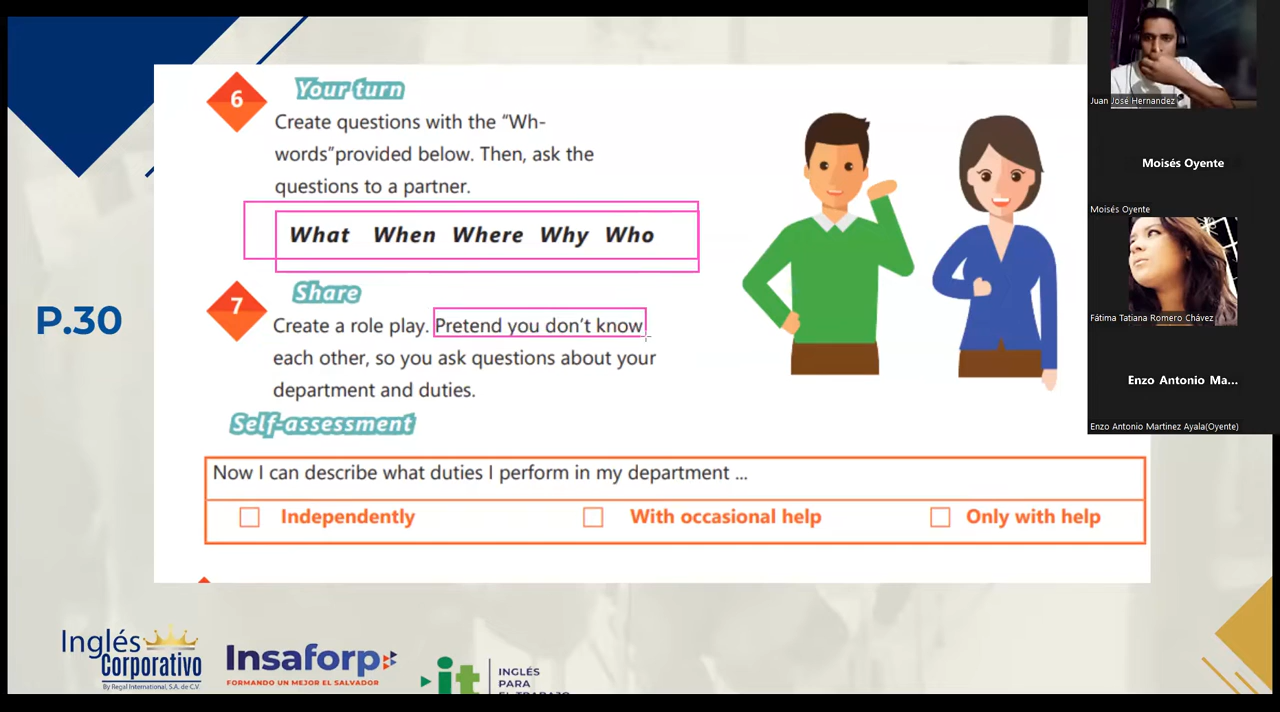 6
Your turn
Create questions with the “Wh-
words”provided below. Then, ask the
questions to a partner.
What When Where Why Who
7
Share
Create a role play. Pretend you don’t know
each other, so you ask questions about your
department and duties.
Self-assessment
Now I can describe what duties I perform in my department ...
Independently
With occasional help
Only with help
P.30
Juan José Hernandez
Moisés Oyente
Moisés Oyente
Fátima Tatiana Romero Chávez
Enzo Antonio Ma...
Enzo Antonio Martinez Ayala(Oyente)
Inglés
Corporativo
By Regal International, S.A. de C.V
Insaforp
FORMANDO UN MEJOR EL SALVADOR
it
INGLÉS
PARA
EL TRABAJO